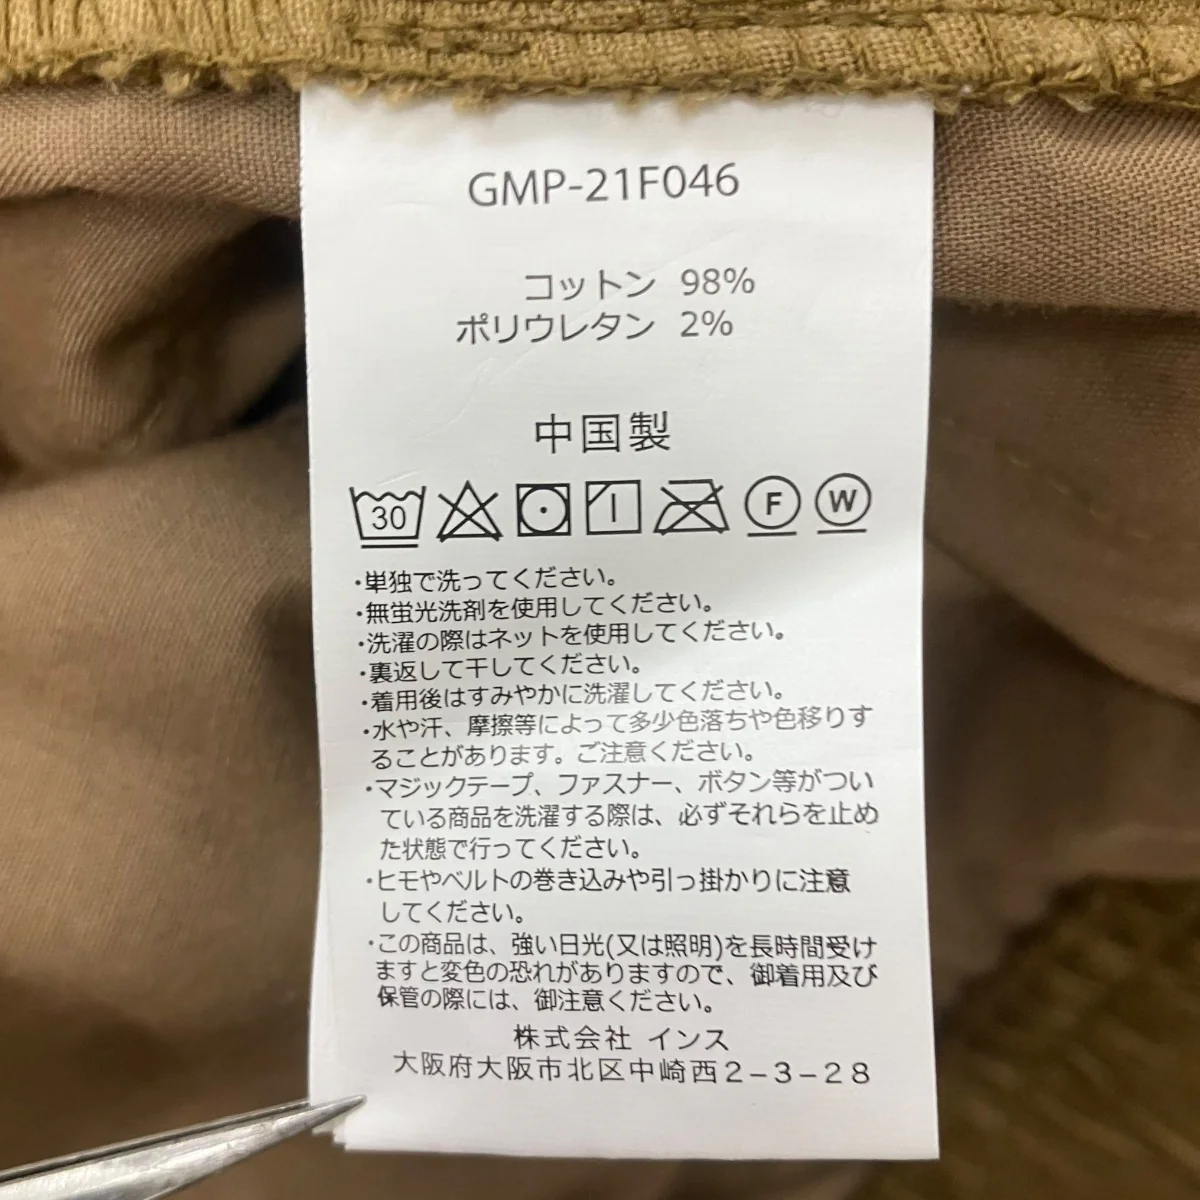 GMP-21F046
コットン 98%
ポリウレタン 2%
中国製
30 F W
・単独で洗ってください。
・無蛍光洗剤を使用してください。
・洗濯の際はネットを使用してください。
・裏返して干してください。
・着用後はすみやかに洗濯してください。
・水や汗、摩擦等によって多少色落ちや色移りす
ることがあります。ご注意ください。
・マジックテープ、ファスナー、ボタン等がつい
ている商品を洗濯する際は、必ずそれらを止め
た状態で行ってください。
・ヒモやベルトの巻き込みや引っ掛かりに注意
してください。
・この商品は、強い日光(又は照明)を長時間受け
ますと変色の恐れがありますので、御着用及び
保管の際には、御注意ください。
株式会社 インス
大阪府大阪市北区中崎西2−3−28